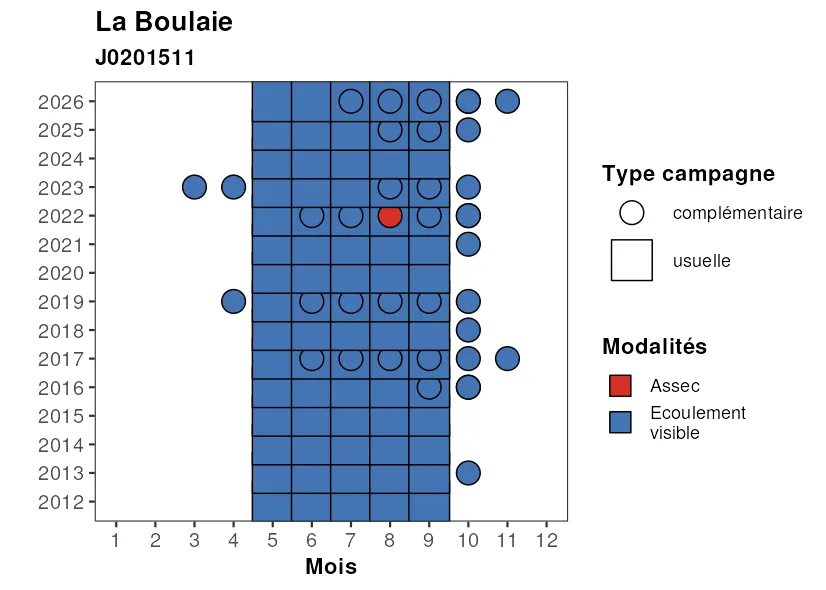 La Boulaie
J0201511
2026
2025
2024
2023
2022
2021
2020
2019
2018
2017
2016
2015
2014
2013
2012
1 2 3 4 5 6 7 8 9 10 11 12
Mois
Type campagne
complémentaire
usuelle
Modalités
Assec
Ecoulement
visible